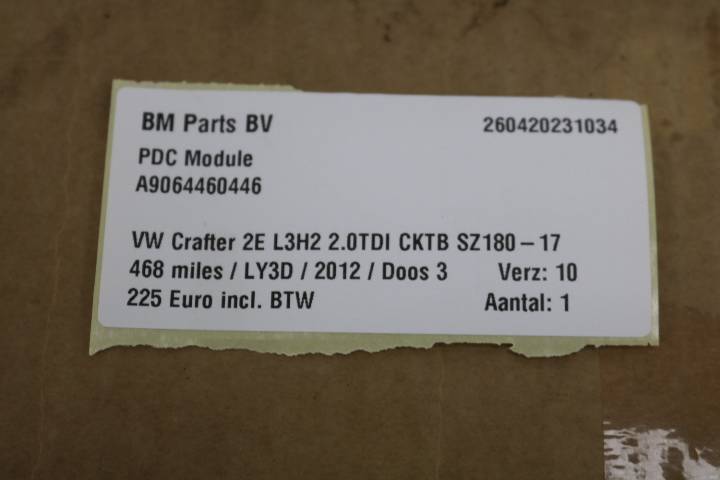 BM Parts BV 260420231034
PDC Module
A9064460446
VW Crafter 2E L3H2 2.0TDI CKTB SZ180-17
468 miles / LY3D / 2012 / Doos 3 Verz: 10
225 Euro incl. BTW Aantal: 1